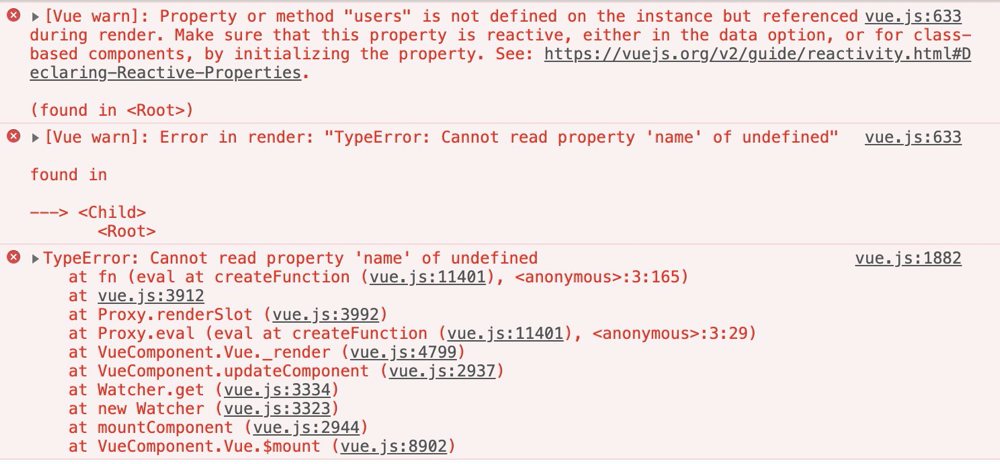 [Vue warn]: Property or method "users" is not defined on the instance but referenced vue.js:633
during render. Make sure that this property is reactive, either in the data option, or for class-
based components, by initializing the property. See: https://vuejs.org/v2/guide/reactivity.html#D
eclaring-Reactive-Properties.
(found in <Root>)
[Vue warn]: Error in render: "TypeError: Cannot read property 'name' of undefined" vue.js:633
found in
---> <Child>
<Root>
TypeError: Cannot read property 'name' of undefined vue.js:1882
at fn (eval at createFunction (vue.js:11401), <anonymous>:3:165)
at vue.js:3912
at Proxy.renderSlot (vue.js:3992)
at Proxy.eval (eval at createFunction (vue.js:11401), <anonymous>:3:29)
at VueComponent.Vue._render (vue.js:4799)
at VueComponent.updateComponent (vue.js:2937)
at Watcher.get (vue.js:3334)
at new Watcher (vue.js:3323)
at mountComponent (vue.js:2944)
at VueComponent.Vue.$mount (vue.js:8902)